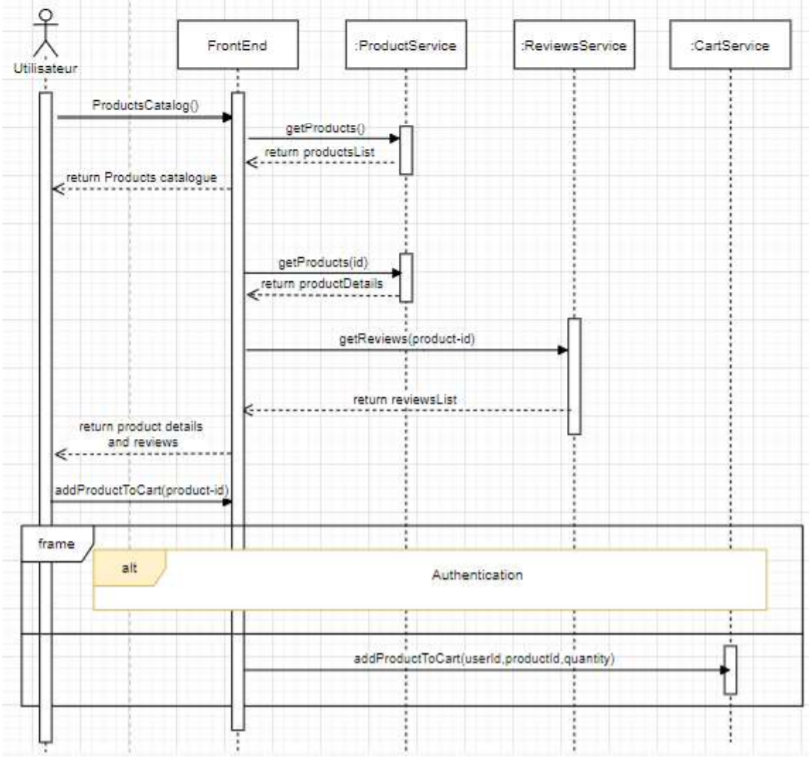 Utilisateur
FrontEnd
:ProductService
:ReviewsService
:CartService
ProductsCatalog()
getProducts()
return productsList
return Products catalogue
getProducts(id)
return productDetails
getReviews(product-id)
return reviewsList
return product details
and reviews
addProductToCart(product-id)
frame
alt
Authentication
addProductToCart(userId,productId,quantity)